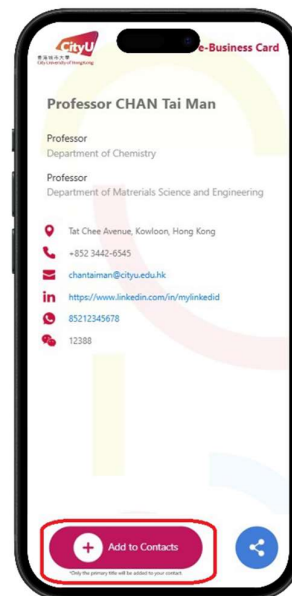 CityU
香港城市大學
City University of Hong Kong
e-Business Card
Professor CHAN Tai Man
Professor
Department of Chemistry
Professor
Department of Matrerials Science and Engineering
Tat Chee Avenue, Kowloon, Hong Kong
+852 3442-6545
chantaiman@cityu.edu.hk
in https://www.linkedin.com/in/mylinkedid
85212345678
12388
Add to Contacts
*Only the primary title will be added to your contact.